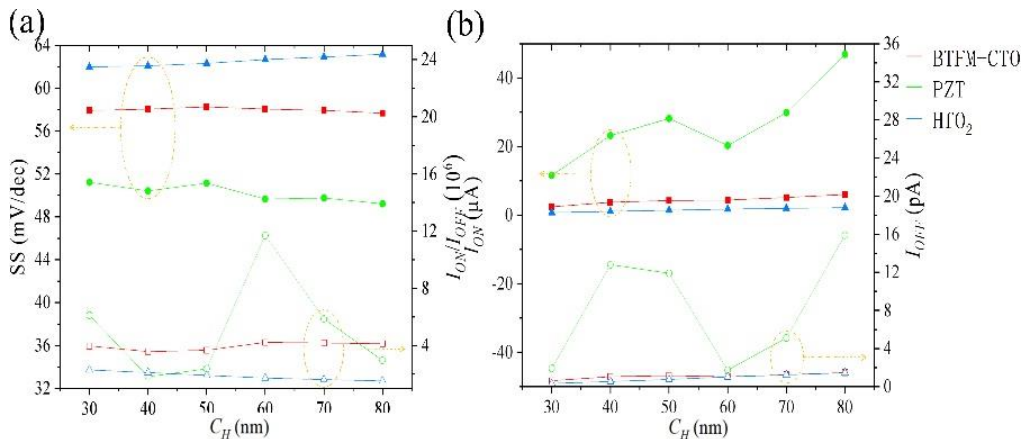 (a)
64
60
56
52
48
44
40
36
32
SS (mV/dec)
24
20
16
12
8
4
I_ON/I_OFF (10^6)
30 40 50 60 70 80
C_H (nm)
(b)
I_ON (μA)
40
20
0
-20
-40
36
32
28
24
20
16
12
8
4
0
I_OFF (pA)
30 40 50 60 70 80
C_H (nm)
BTFM-CTO
PZT
HfO₂